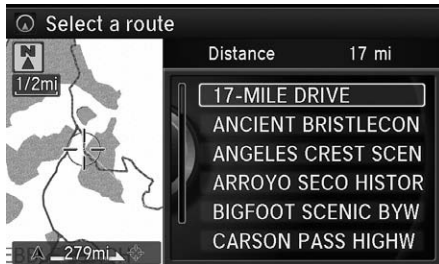 Select a route
Distance 17 mi
N
1/2mi
17-MILE DRIVE
ANCIENT BRISTLECON
ANGELES CREST SCEN
ARROYO SECO HISTOR
BIGFOOT SCENIC BYW
CARSON PASS HIGHW
279mi